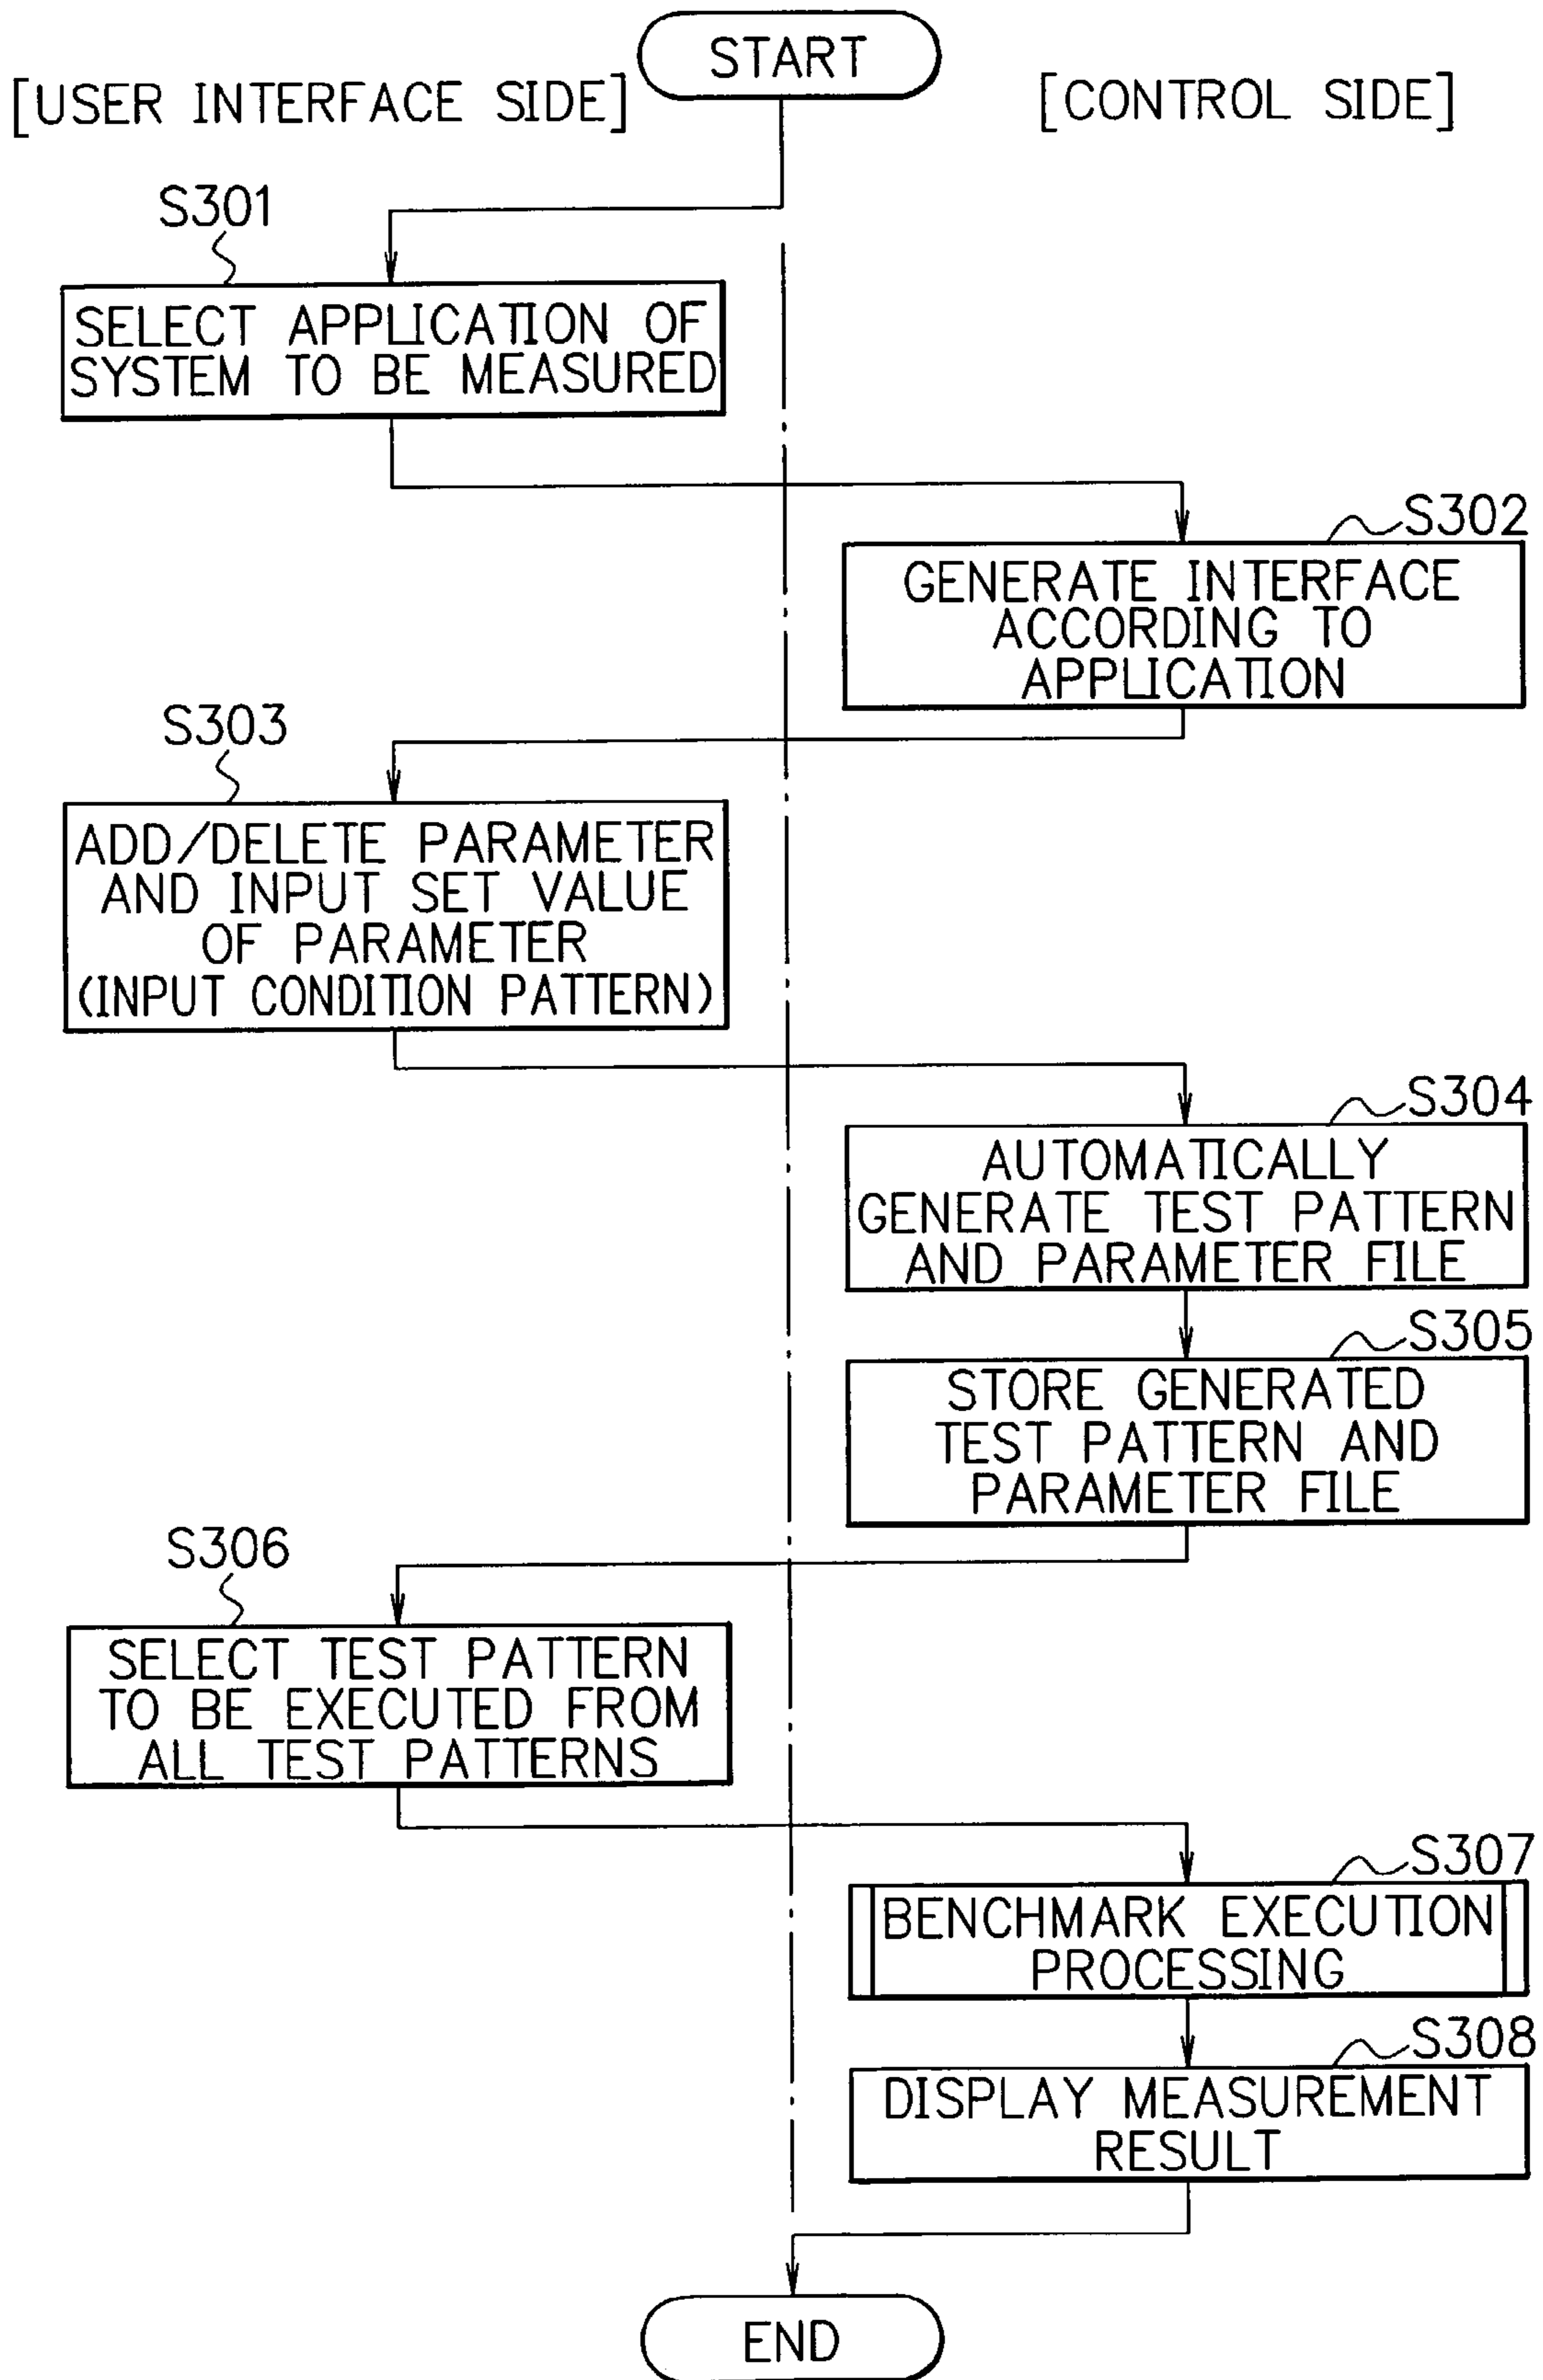 START
[USER INTERFACE SIDE]
[CONTROL SIDE]
S301
SELECT APPLICATION OF
SYSTEM TO BE MEASURED
S302
GENERATE INTERFACE
ACCORDING TO
APPLICATION
S303
ADD/DELETE PARAMETER
AND INPUT SET VALUE
OF PARAMETER
(INPUT CONDITION PATTERN)
S304
AUTOMATICALLY
GENERATE TEST PATTERN
AND PARAMETER FILE
S305
STORE GENERATED
TEST PATTERN AND
PARAMETER FILE
S306
SELECT TEST PATTERN
TO BE EXECUTED FROM
ALL TEST PATTERNS
S307
BENCHMARK EXECUTION
PROCESSING
S308
DISPLAY MEASUREMENT
RESULT
END